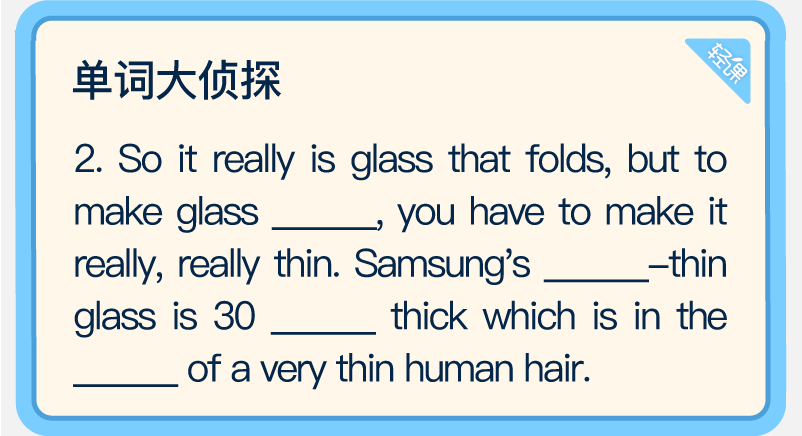 单词大侦探
轻课
2. So it really is glass that folds, but to
make glass ______, you have to make it
really, really thin. Samsung’s ______–thin
glass is 30 ______ thick which is in the
______ of a very thin human hair.